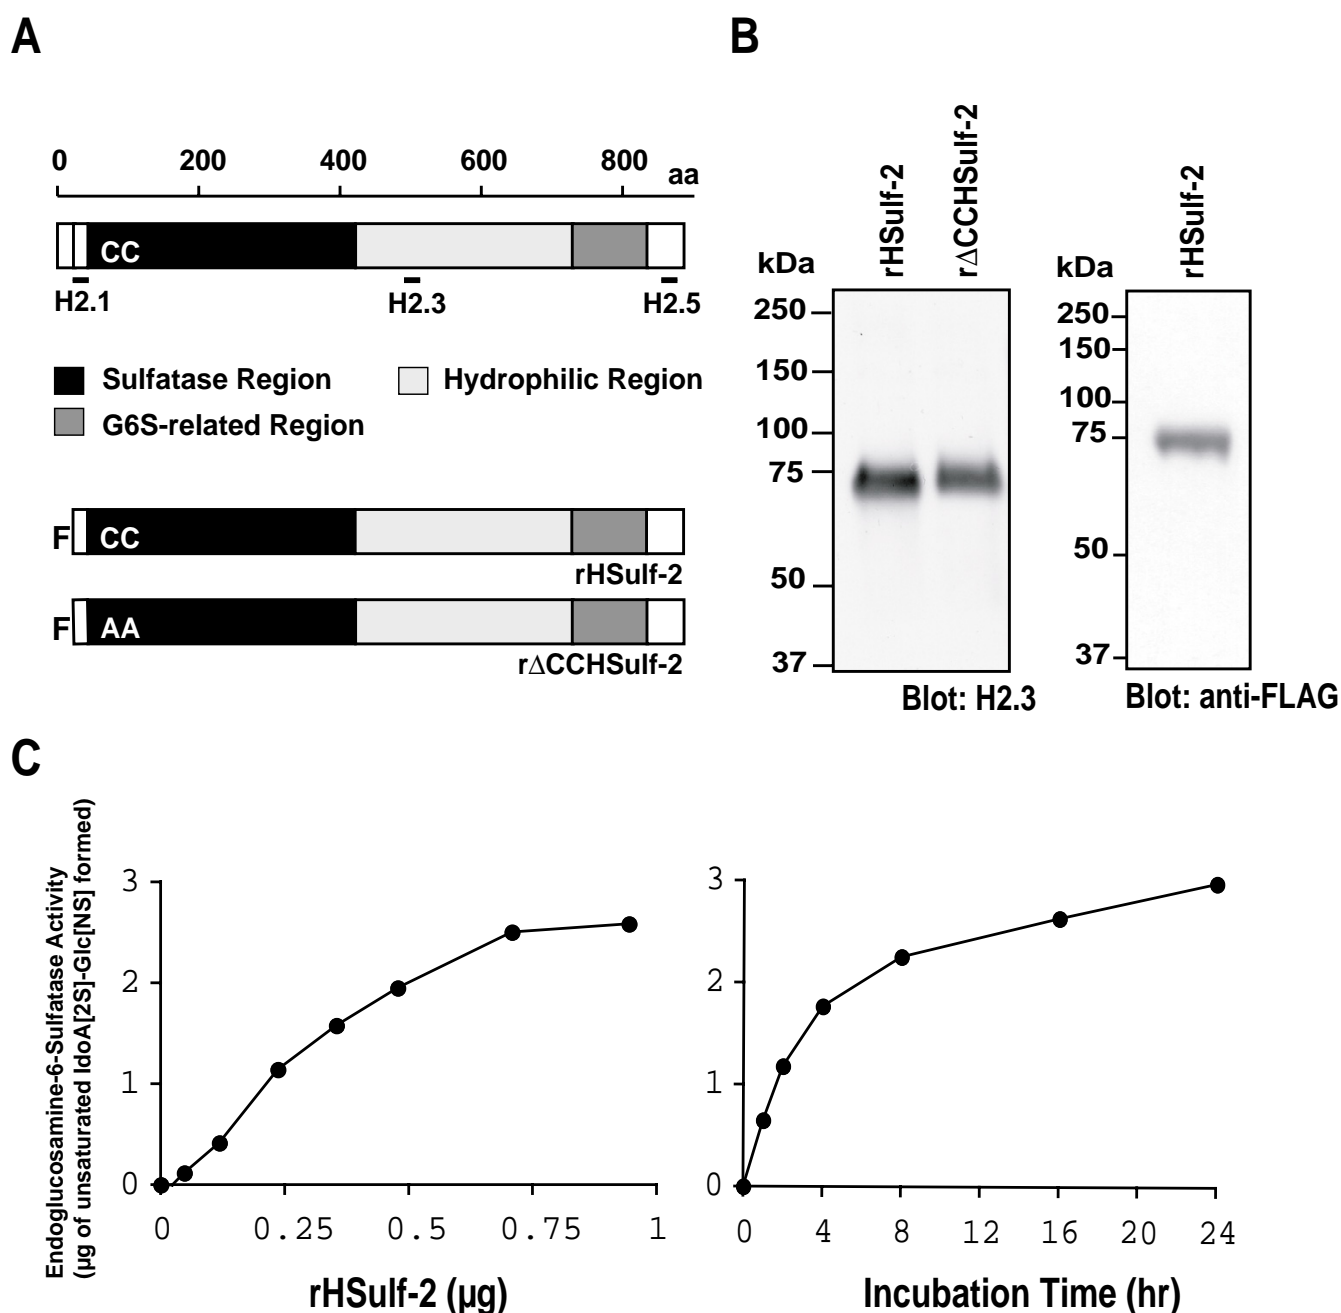 A
0 200 400 600 800 aa
CC
H2.1 H2.3 H2.5
Sulfatase Region
Hydrophilic Region
G6S-related Region
F CC
rHSulf-2
F AA
rΔCCHSulf-2
B
kDa rHSulf-2 rΔCCHSulf-2
250
150
100
75
50
37
Blot: H2.3
kDa rHSulf-2
250
150
100
75
50
37
Blot: anti-FLAG
C
Endoglucosamine-6-Sulfatase Activity
(µg of unsaturated IdoA[2S]-Glc[NS] formed)
3
2
1
0
0 0.25 0.5 0.75 1
rHSulf-2 (µg)
3
2
1
0
0 4 8 12 16 20 24
Incubation Time (hr)